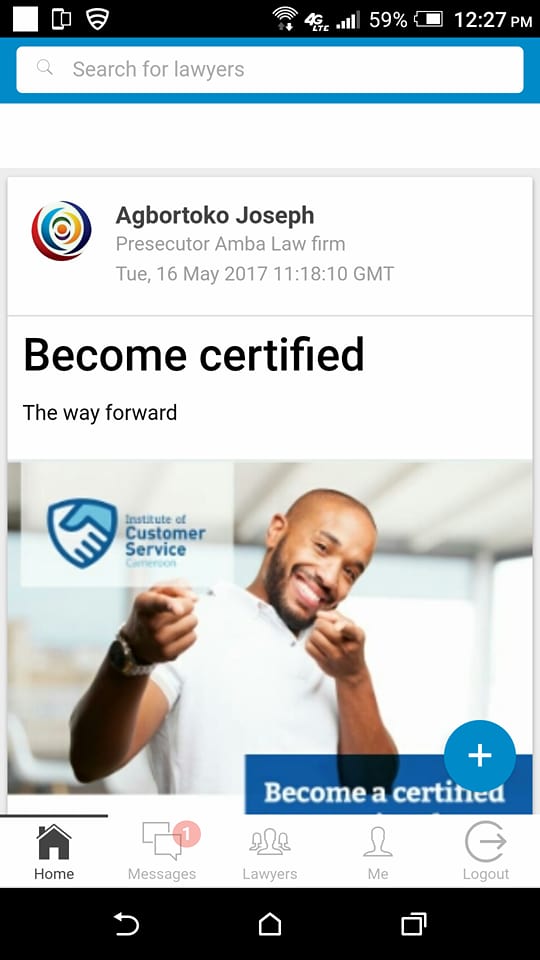 4G LTE 59% 12:27 PM
Search for lawyers
Agbortoko Joseph
Presecutor Amba Law firm
Tue, 16 May 2017 11:18:10 GMT
Become certified
The way forward
Institute of
Customer
Service
Cameroon
Become a certified
1
Home Messages Lawyers Me Logout